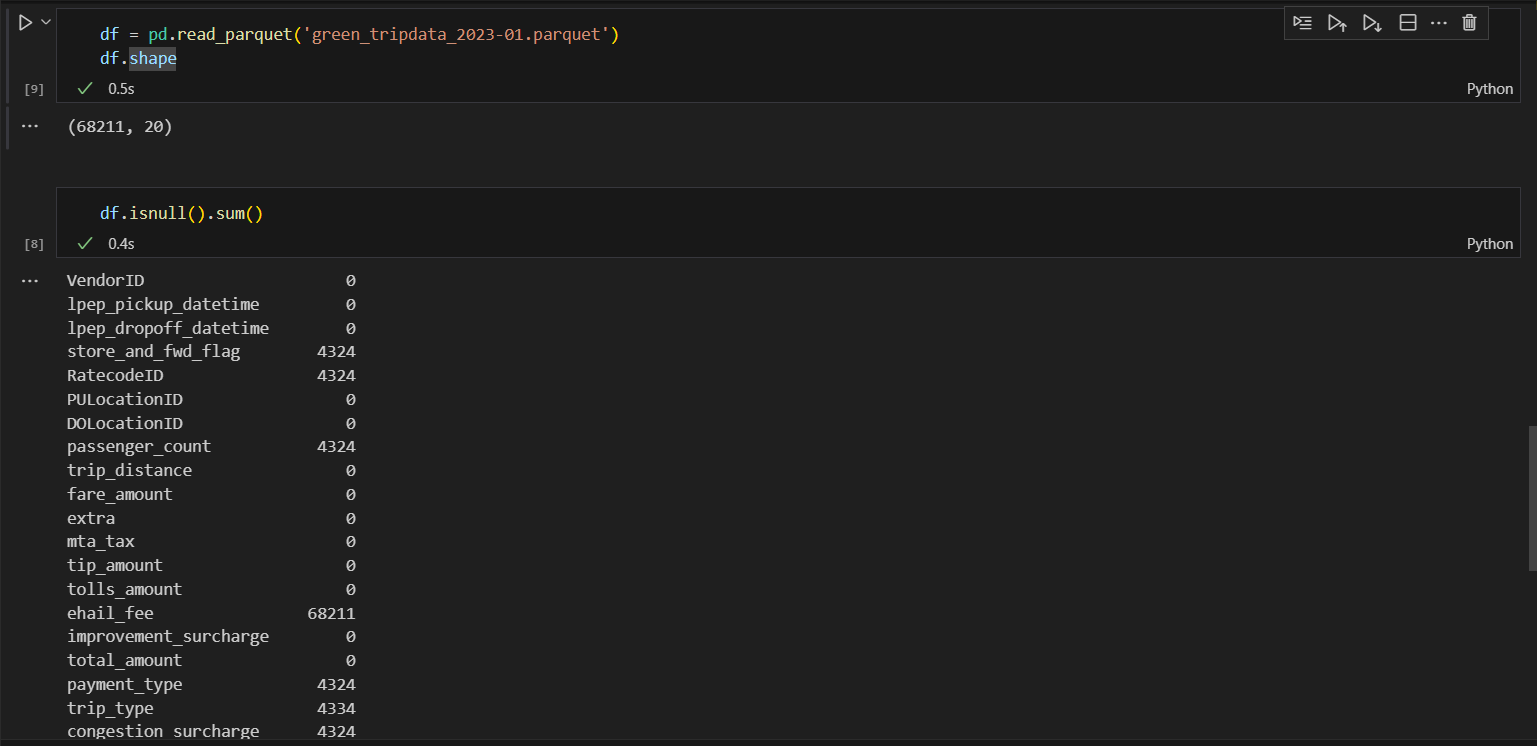 df = pd.read_parquet('green_tripdata_2023-01.parquet')
df.shape
[9] 0.5s Python
(68211, 20)
df.isnull().sum()
[8] 0.4s Python
VendorID 0
lpep_pickup_datetime 0
lpep_dropoff_datetime 0
store_and_fwd_flag 4324
RatecodeID 4324
PULocationID 0
DOLocationID 0
passenger_count 4324
trip_distance 0
fare_amount 0
extra 0
mta_tax 0
tip_amount 0
tolls_amount 0
ehail_fee 68211
improvement_surcharge 0
total_amount 0
payment_type 4324
trip_type 4334
congestion_surcharge 4324